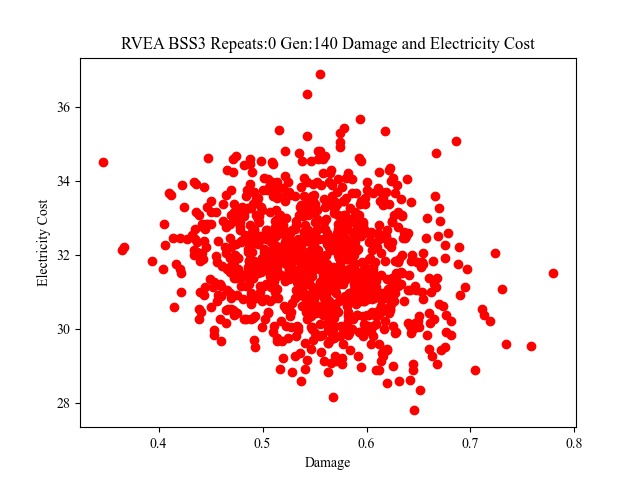 RVEA BSS3 Repeats:0 Gen:140 Damage and Electricity Cost
36
34
32
30
28
Electricity Cost
0.4 0.5 0.6 0.7 0.8
Damage